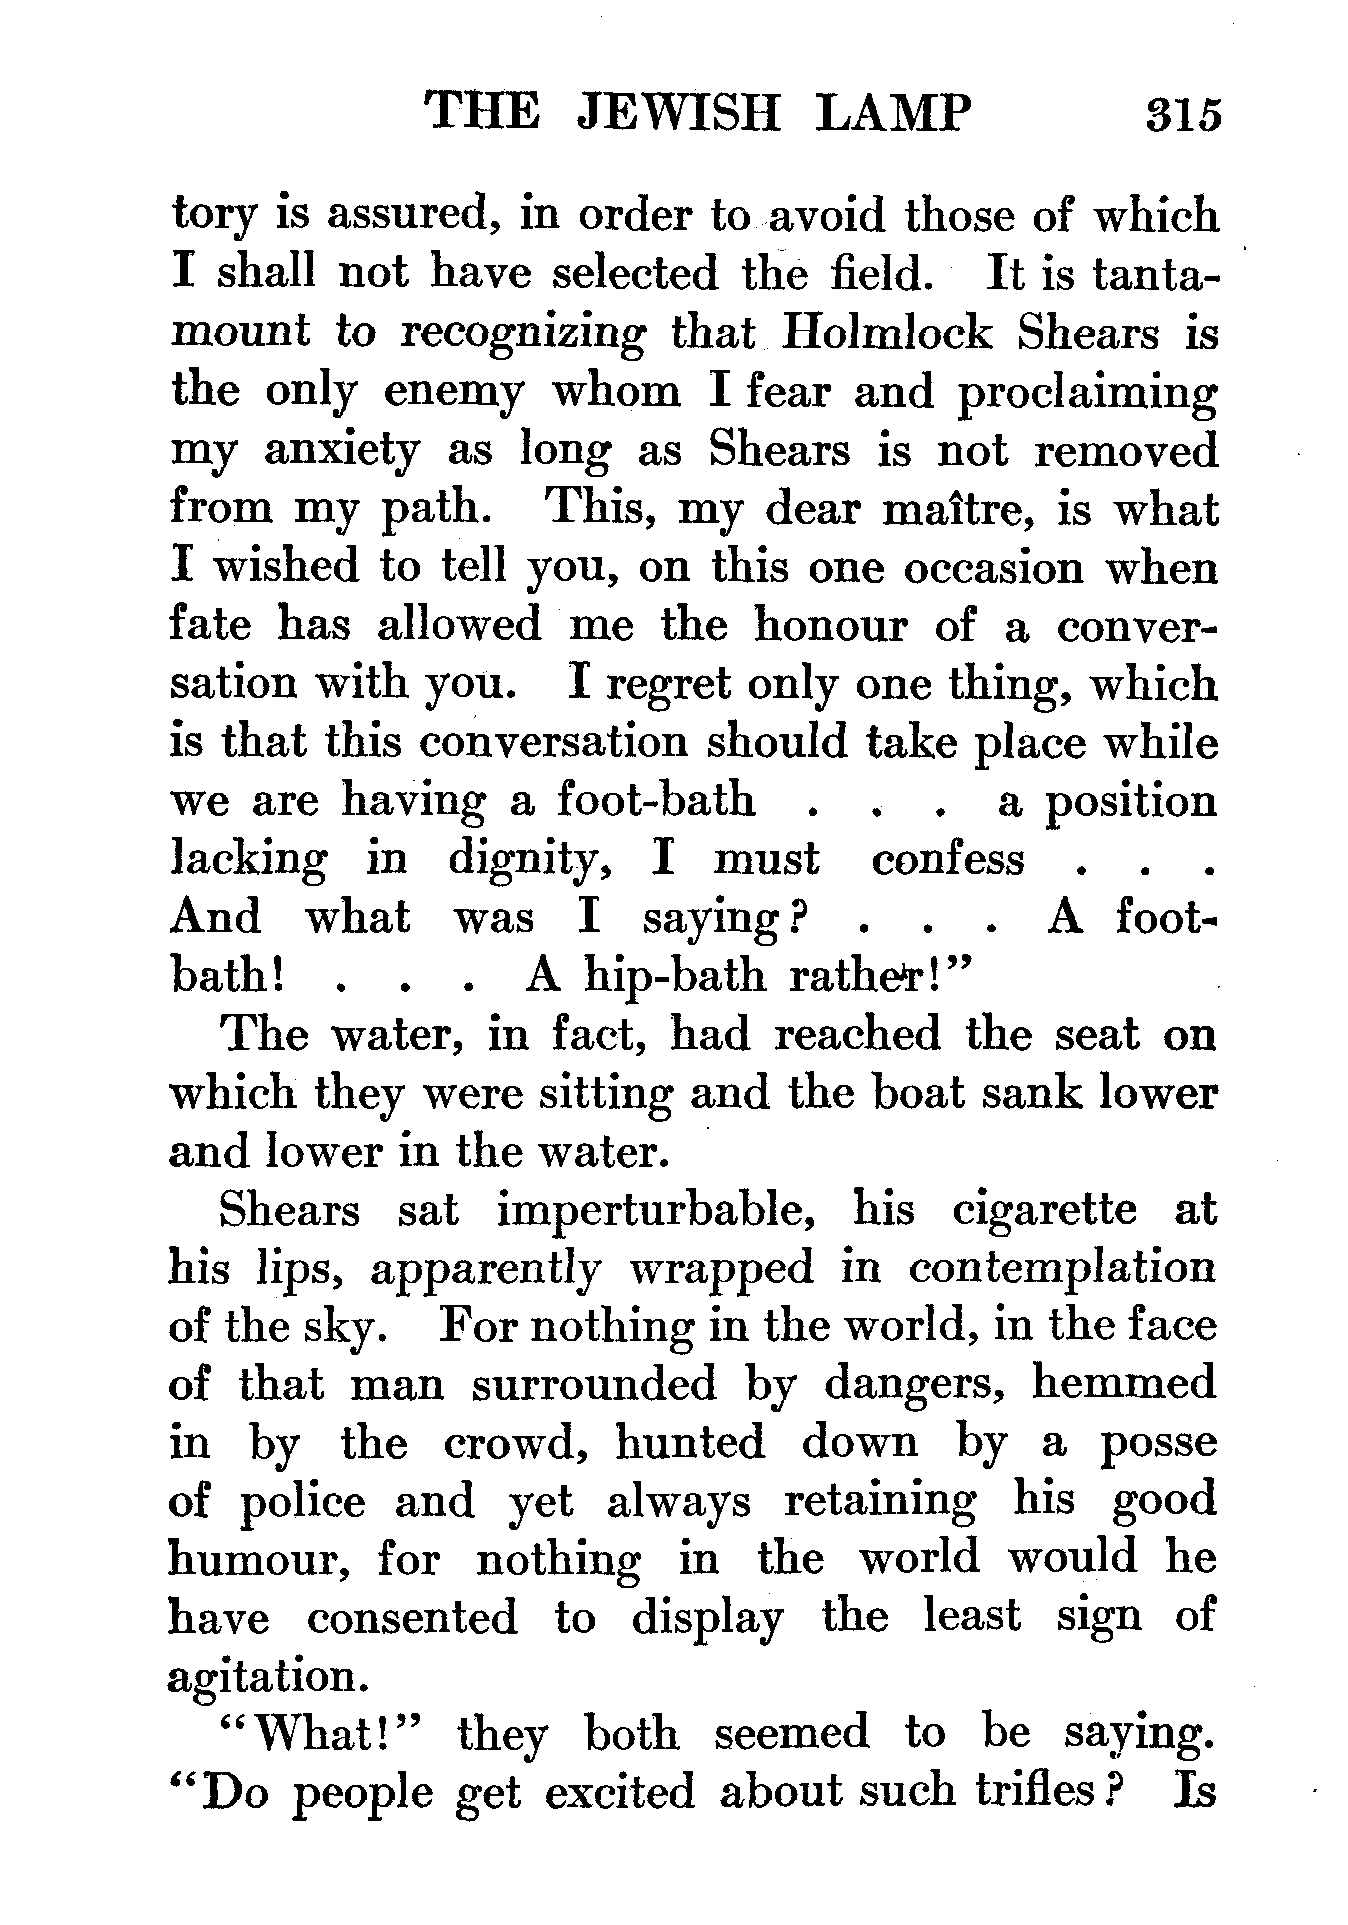 THE JEWISH LAMP 315
tory is assured, in order to avoid those of which
I shall not have selected the field. It is tanta-
mount to recognizing that Holmlock Shears is
the only enemy whom I fear and proclaiming
my anxiety as long as Shears is not removed
from my path. This, my dear maître, is what
I wished to tell you, on this one occasion when
fate has allowed me the honour of a conver-
sation with you. I regret only one thing, which
is that this conversation should take place while
we are having a foot-bath . . . a position
lacking in dignity, I must confess . . .
And what was I saying? . . . A foot-
bath! . . . A hip-bath rather!”
The water, in fact, had reached the seat on
which they were sitting and the boat sank lower
and lower in the water.
Shears sat imperturbable, his cigarette at
his lips, apparently wrapped in contemplation
of the sky. For nothing in the world, in the face
of that man surrounded by dangers, hemmed
in by the crowd, hunted down by a posse
of police and yet always retaining his good
humour, for nothing in the world would he
have consented to display the least sign of
agitation.
“What!” they both seemed to be saying.
“Do people get excited about such trifles? Is